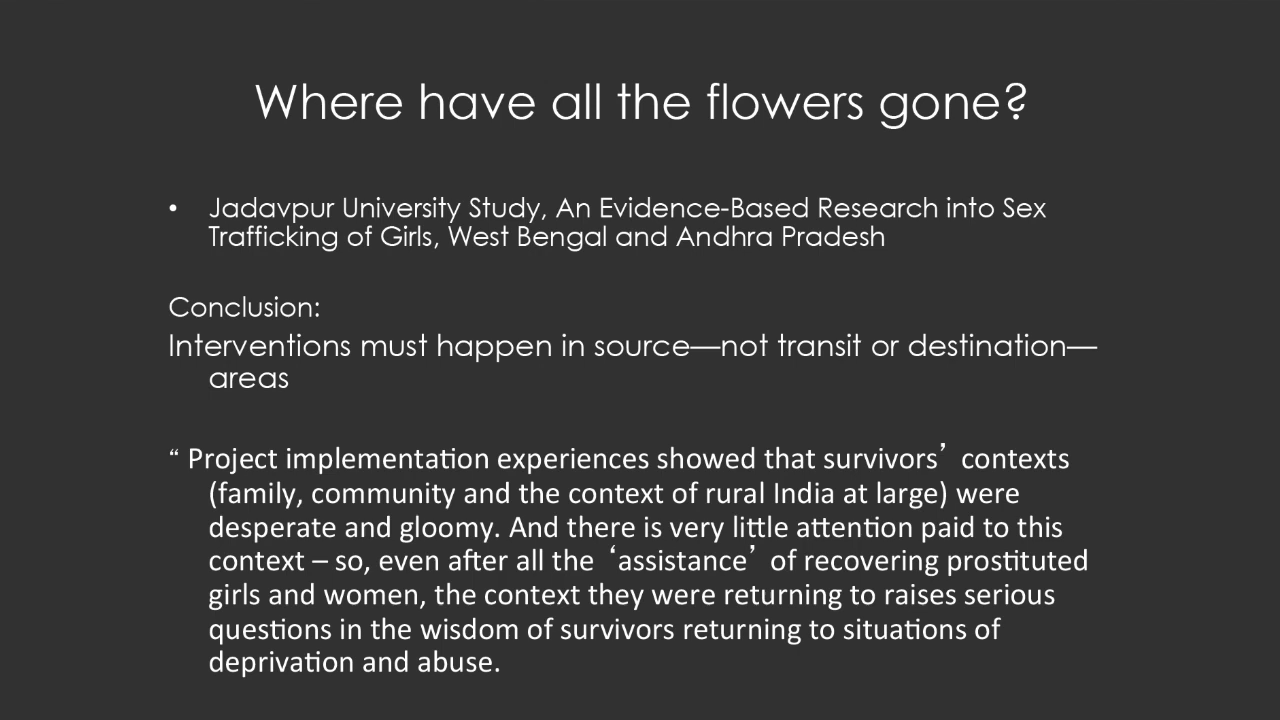 Where have all the flowers gone?
• Jadavpur University Study, An Evidence-Based Research into Sex
Trafficking of Girls, West Bengal and Andhra Pradesh
Conclusion:
Interventions must happen in source—not transit or destination—
areas
“ Project implementation experiences showed that survivors’ contexts
(family, community and the context of rural India at large) were
desperate and gloomy. And there is very little attention paid to this
context – so, even after all the ‘assistance’ of recovering prostituted
girls and women, the context they were returning to raises serious
questions in the wisdom of survivors returning to situations of
deprivation and abuse.